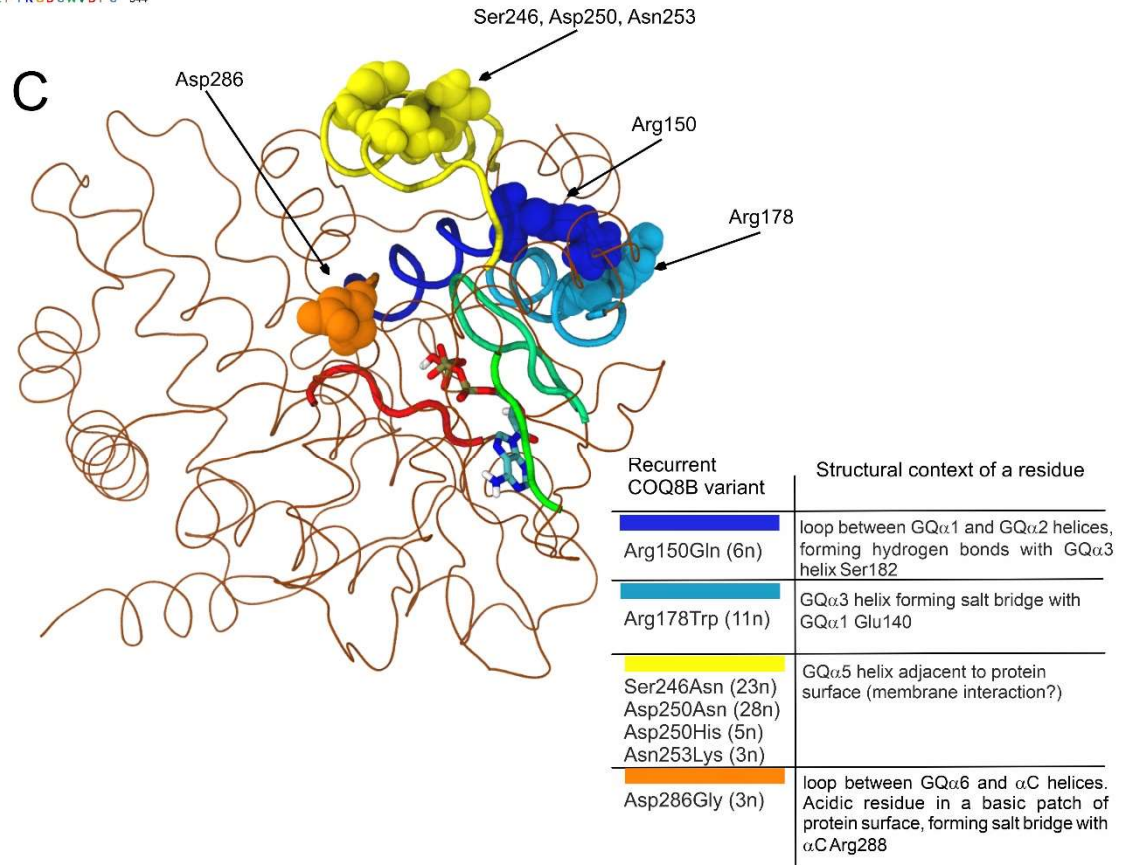 Ser246, Asp250, Asn253
C
Asp286
Arg150
Arg178
Recurrent COQ8B variant
Structural context of a residue
Arg150Gln (6n)
loop between GQα1 and GQα2 helices,
forming hydrogen bonds with GQα3
helix Ser182
Arg178Trp (11n)
GQα3 helix forming salt bridge with
GQα1 Glu140
Ser246Asn (23n)
Asp250Asn (28n)
Asp250His (5n)
Asn253Lys (3n)
GQα5 helix adjacent to protein
surface (membrane interaction?)
Asp286Gly (3n)
loop between GQα6 and αC helices.
Acidic residue in a basic patch of
protein surface, forming salt bridge with
αC Arg288